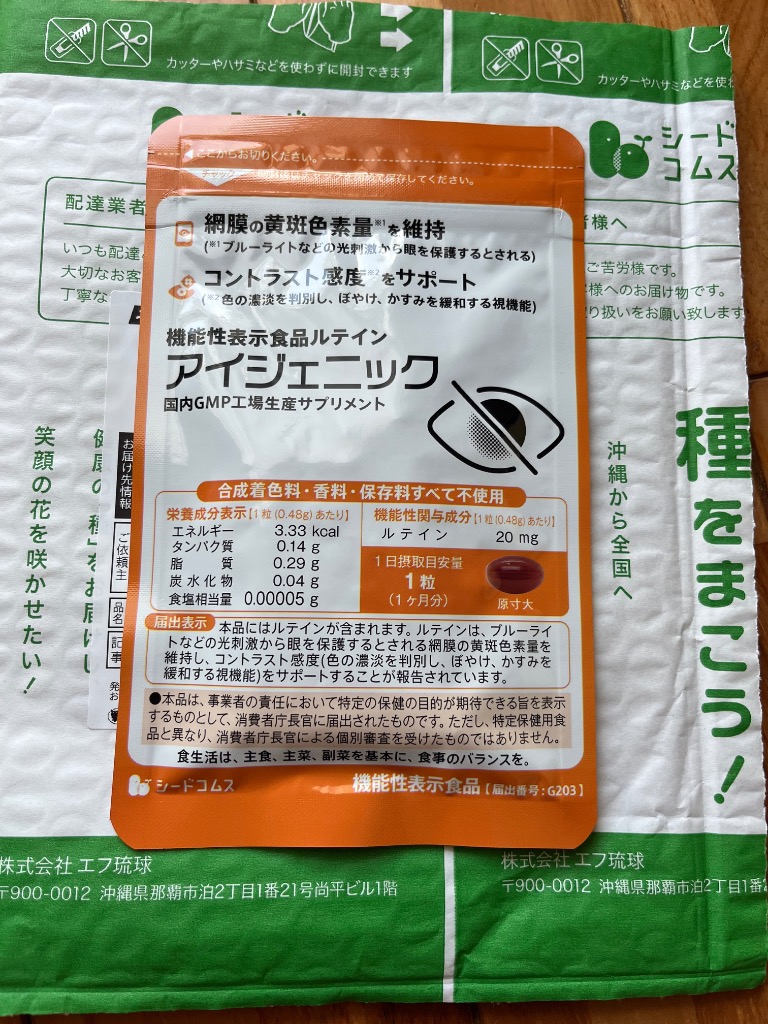 カッターやハサミなどを使わずに開封できます
カッターやハサミなどを使わ
シード
コムス
ここからお切りください。
チャック
保存してください。
配達業者
いつも配達
大切なお客
丁寧な
様へ
ご苦労様です。
様へのお届け物です。
り扱いをお願い致します
網膜の黄斑色素量※1を維持
(※1 ブルーライトなどの光刺激から眼を保護するとされる)
コントラスト感度※2をサポート
(※2 色の濃淡を判別し、ぼやけ、かすみを緩和する視機能)
機能性表示食品ルテイン
アイジェニック
国内GMP工場生産サプリメント
合成着色料・香料・保存料すべて不使用
栄養成分表示【1粒(0.48g)あたり】
エネルギー 3.33 kcal
タンパク質 0.14 g
脂質 0.29 g
炭水化物 0.04 g
食塩相当量 0.00005 g
機能性関与成分【1粒(0.48g)あたり】
ルテイン 20 mg
1日摂取目安量
1粒
(1ヶ月分)
原寸大
届出表示 本品にはルテインが含まれます。ルテインは、ブルーライ
トなどの光刺激から眼を保護するとされる網膜の黄斑色素量を
維持し、コントラスト感度(色の濃淡を判別し、ぼやけ、かすみを
緩和する視機能)をサポートすることが報告されています。
●本品は、事業者の責任において特定の保健の目的が期待できる旨を表示
するものとして、消費者庁長官に届出されたものです。ただし、特定保健用食
品と異なり、消費者庁長官による個別審査を受けたものではありません。
食生活は、主食、主菜、副菜を基本に、食事のバランスを。
シードコムス
機能性表示食品【届出番号:G203】
お届け先情報
ご依頼主
品名
記事
健康の「種」をお届けし
笑顔の花を咲かせたい!
沖縄から全国へ
種をまこう!
株式会社 エフ琉球
〒900-0012 沖縄県那覇市泊2丁目1番21号尚平ビル1階
株式会社 エフ琉球
〒900-0012 沖縄県那覇市泊2丁目1番